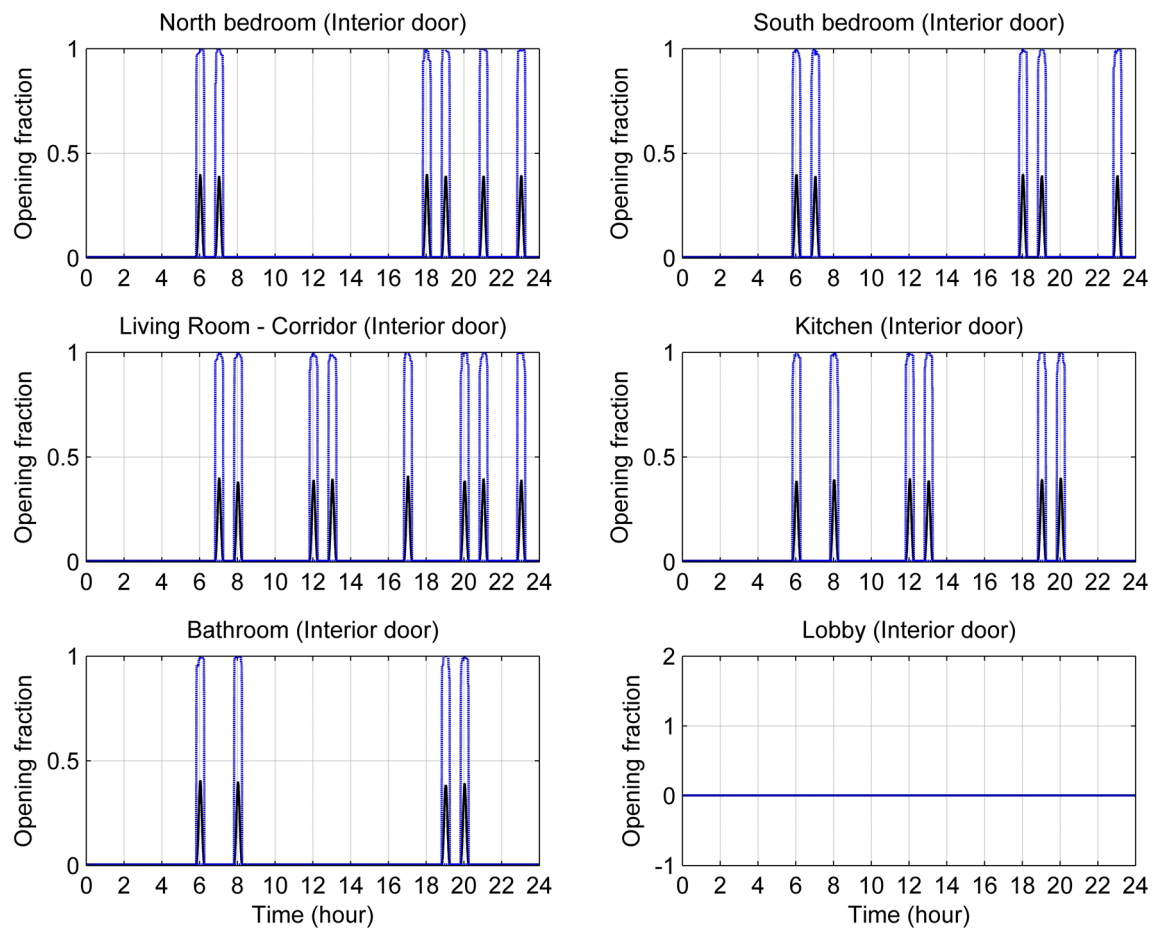 North bedroom (Interior door)
1
0.5
0
Opening fraction
0 2 4 6 8 10 12 14 16 18 20 22 24
South bedroom (Interior door)
1
0.5
0
Opening fraction
0 2 4 6 8 10 12 14 16 18 20 22 24
Living Room - Corridor (Interior door)
1
0.5
0
Opening fraction
0 2 4 6 8 10 12 14 16 18 20 22 24
Kitchen (Interior door)
1
0.5
0
Opening fraction
0 2 4 6 8 10 12 14 16 18 20 22 24
Bathroom (Interior door)
1
0.5
0
Opening fraction
0 2 4 6 8 10 12 14 16 18 20 22 24
Time (hour)
Lobby (Interior door)
2
1
0
-1
Opening fraction
0 2 4 6 8 10 12 14 16 18 20 22 24
Time (hour)